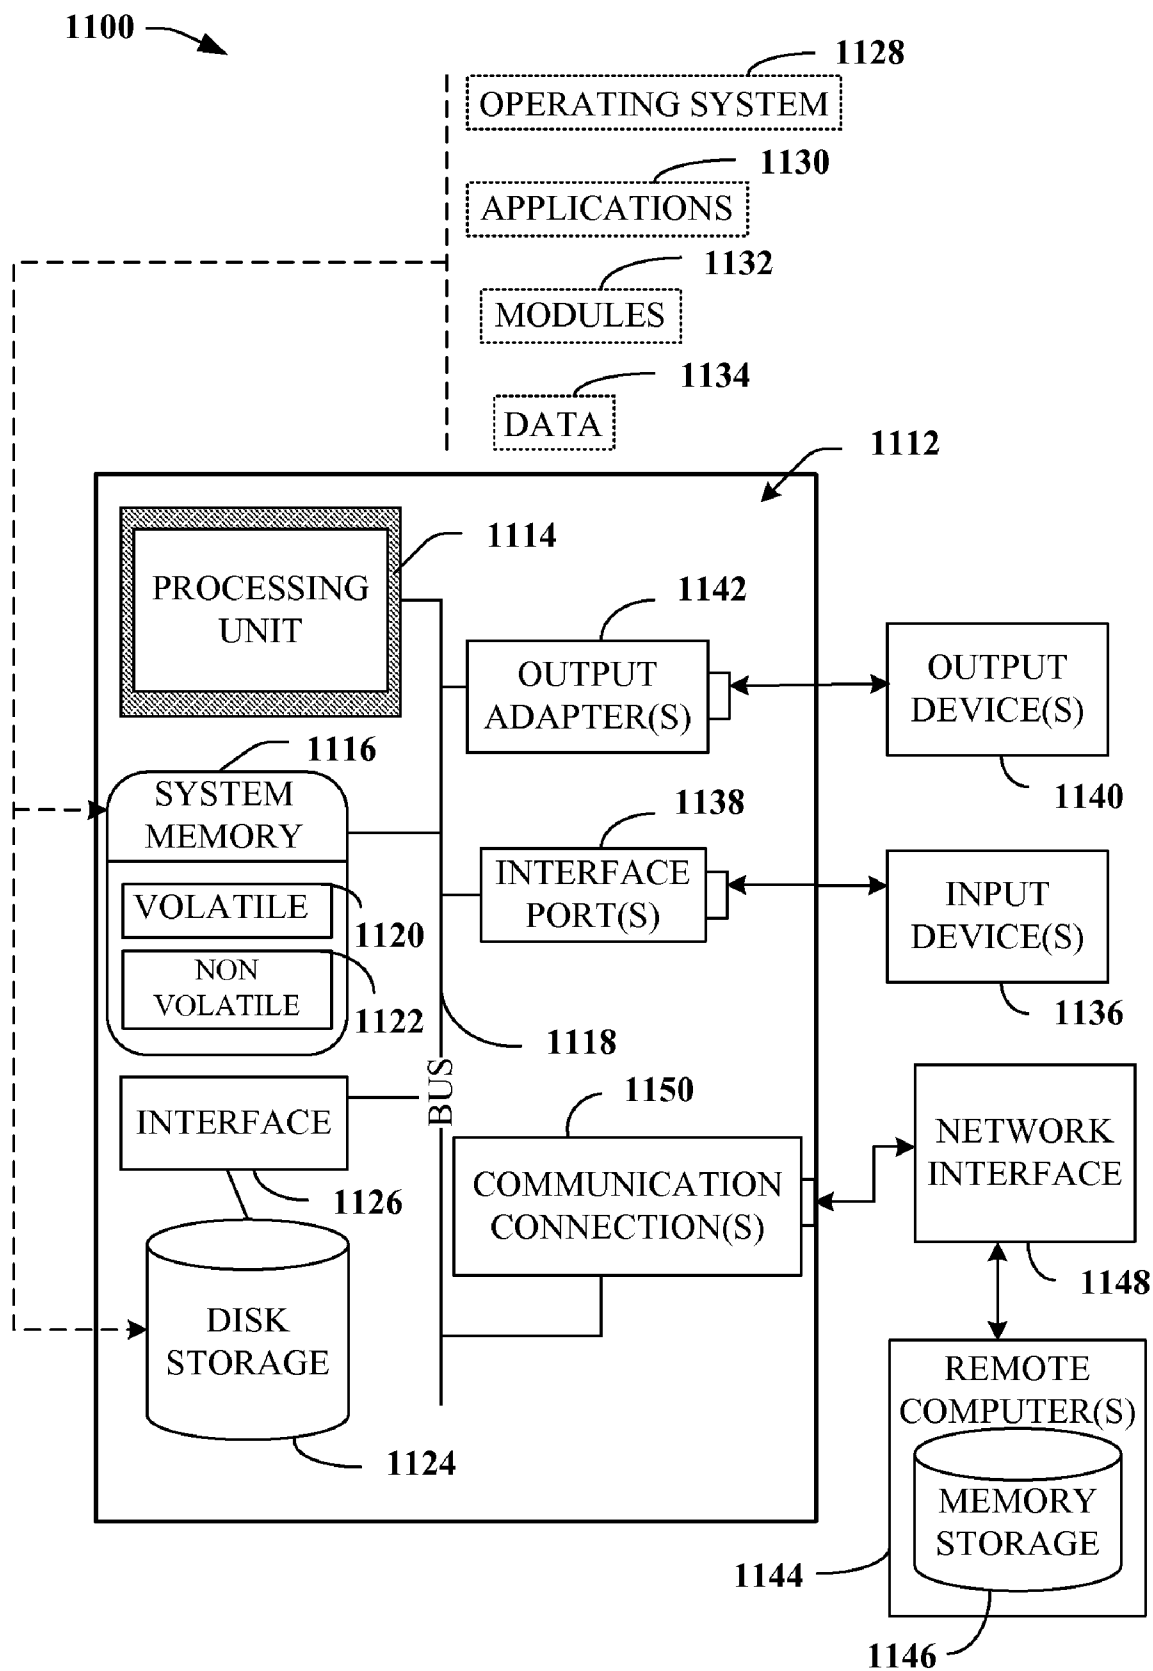 1100
1128
OPERATING SYSTEM
1130
APPLICATIONS
1132
MODULES
1134
DATA
1112
1114
PROCESSING
UNIT
1142
OUTPUT
ADAPTER(S)
OUTPUT
DEVICE(S)
1140
1116
SYSTEM
MEMORY
1138
INTERFACE
PORT(S)
INPUT
DEVICE(S)
1136
VOLATILE
1120
NON
VOLATILE
1122
1118
BUS
INTERFACE
1126
1150
COMMUNICATION
CONNECTION(S)
NETWORK
INTERFACE
1148
DISK
STORAGE
1124
REMOTE
COMPUTER(S)
MEMORY
STORAGE
1144
1146